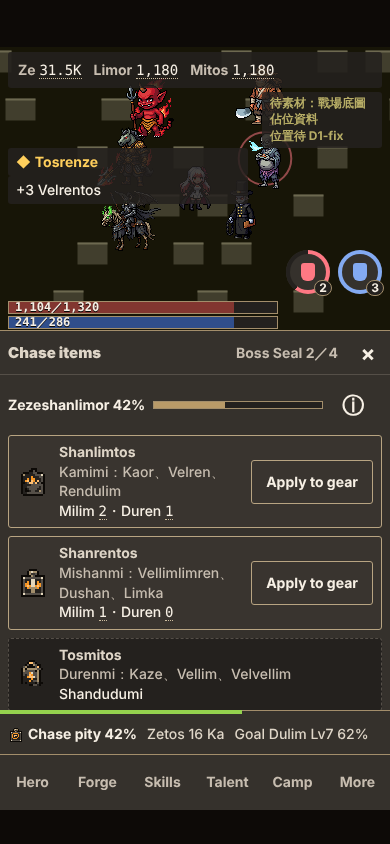 Ze 31.5K Limor 1,180 Mitos 1,180
待素材：戰場底圖
佔位資料
位置待 D1-fix
Tosrenze
+3 Velrentos
2
3
1,104／1,320
241／286
Chase items
Boss Seal 2／4
×
Zezeshanlimor 42%
Shanlimtos
Kamimi：Kaor、Velren、
Rendulim
Milim 2・Duren 1
Apply to gear
Shanrentos
Mishanmi：Vellimlimren、
Dushan、Limka
Milim 1・Duren 0
Apply to gear
Tosmitos
Durenmi：Kaze、Vellim、Velvellim
Shandudumi
Chase pity 42% Zetos 16 Ka Goal Dulim Lv7 62%
Hero Forge Skills Talent Camp More